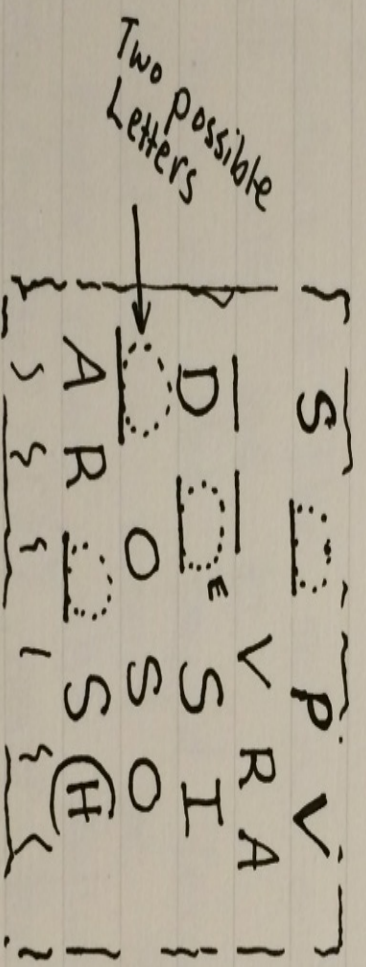 S P V
V R A
D E S I
Two possible
Letters
O S O
A R S H